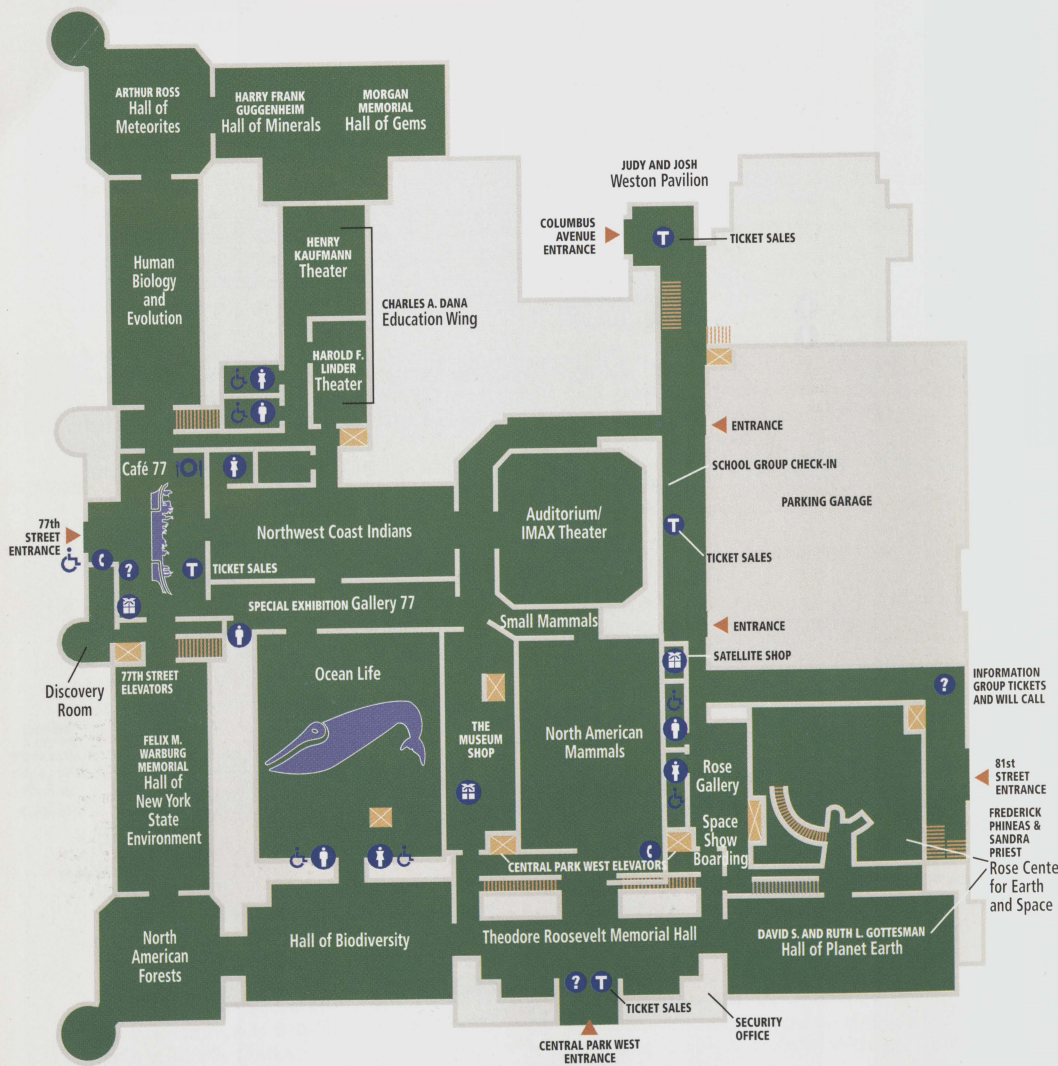 ARTHUR ROSS
Hall of
Meteorites
HARRY FRANK
GUGGENHEIM
Hall of Minerals
MORGAN
MEMORIAL
Hall of Gems
JUDY AND JOSH
Weston Pavilion
COLUMBUS
AVENUE
ENTRANCE
T
TICKET SALES
Human
Biology
and
Evolution
HENRY
KAUFMANN
Theater
CHARLES A. DANA
Education Wing
HAROLD F.
LINDER
Theater
ENTRANCE
SCHOOL GROUP CHECK-IN
PARKING GARAGE
Café 77
77th
STREET
ENTRANCE
Northwest Coast Indians
Auditorium/
IMAX Theater
T
TICKET SALES
?
T
TICKET SALES
SPECIAL EXHIBITION Gallery 77
Small Mammals
ENTRANCE
SATELLITE SHOP
?
INFORMATION
GROUP TICKETS
AND WILL CALL
Discovery
Room
77TH STREET
ELEVATORS
Ocean Life
THE
MUSEUM
SHOP
North American
Mammals
Rose
Gallery
Space
Show
Boarding
81st
STREET
ENTRANCE
FELIX M.
WARBURG
MEMORIAL
Hall of
New York
State
Environment
FREDERICK
PHINEAS &
SANDRA
PRIEST
Rose Cente
for Earth
and Space
CENTRAL PARK WEST ELEVATORS
North
American
Forests
Hall of Biodiversity
Theodore Roosevelt Memorial Hall
DAVID S. AND RUTH L. GOTTESMAN
Hall of Planet Earth
?
T
TICKET SALES
SECURITY
OFFICE
CENTRAL PARK WEST
ENTRANCE